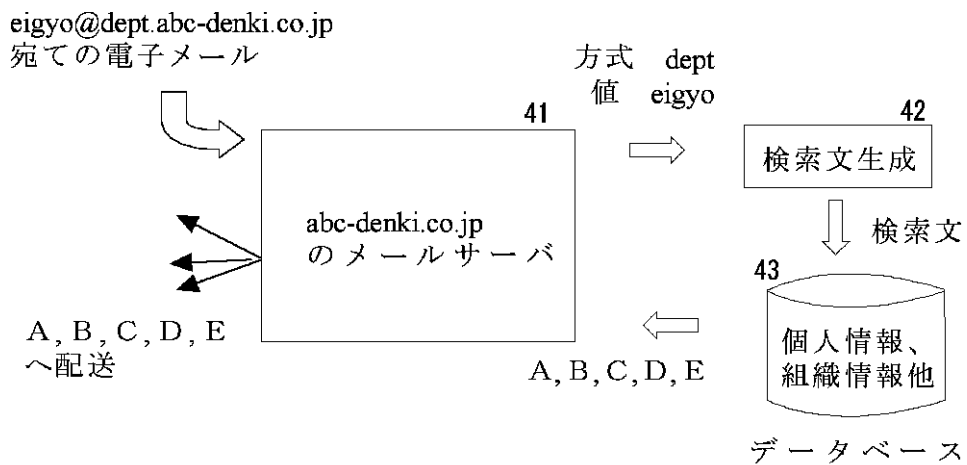 eigyo@dept.abc-denki.co.jp
宛ての電子メール
方式 dept
値 eigyo
41
42
検索文生成
abc-denki.co.jp
のメールサーバ
検索文
43
個人情報、
組織情報他
A,B,C,D,E
へ配送
A,B,C,D,E
データベース